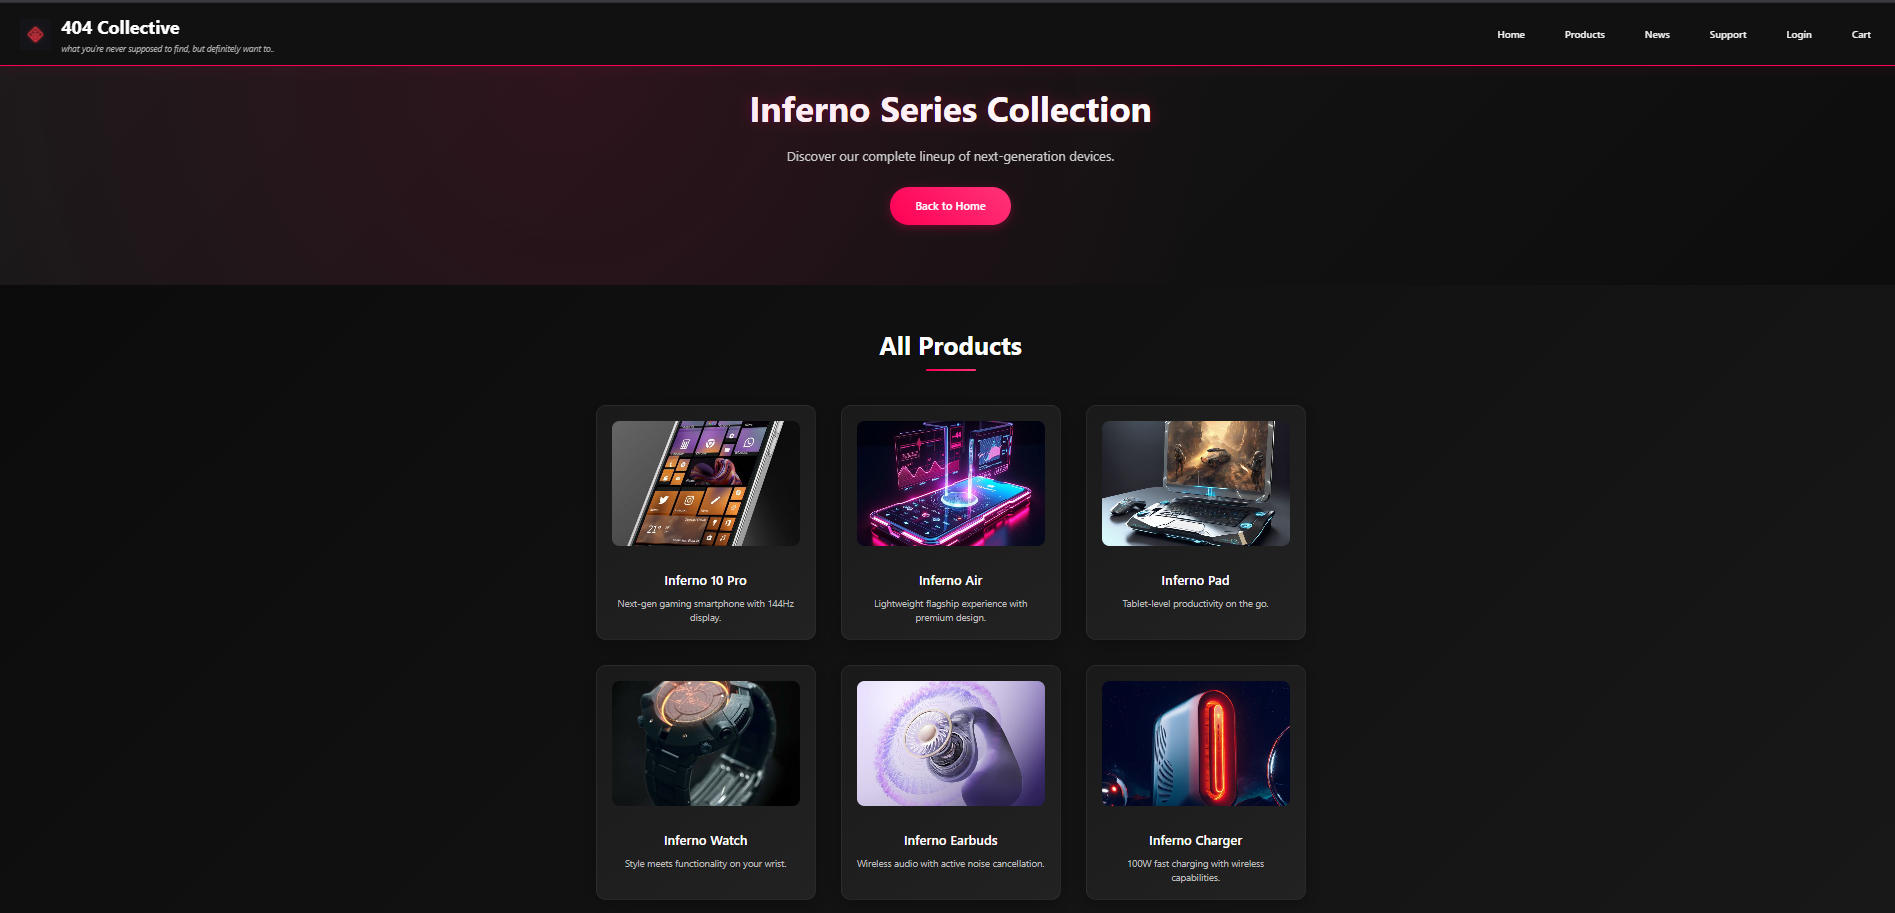 404 Collective
what you're never supposed to find, but definitely want to..
Home
Products
News
Support
Login
Cart
Inferno Series Collection
Discover our complete lineup of next-generation devices.
Back to Home
All Products
21°
Inferno 10 Pro
Next-gen gaming smartphone with 144Hz
display.
Inferno Air
Lightweight flagship experience with
premium design.
Inferno Pad
Tablet-level productivity on the go.
Inferno Watch
Style meets functionality on your wrist.
Inferno Earbuds
Wireless audio with active noise cancellation.
Inferno Charger
100W fast charging with wireless
capabilities.